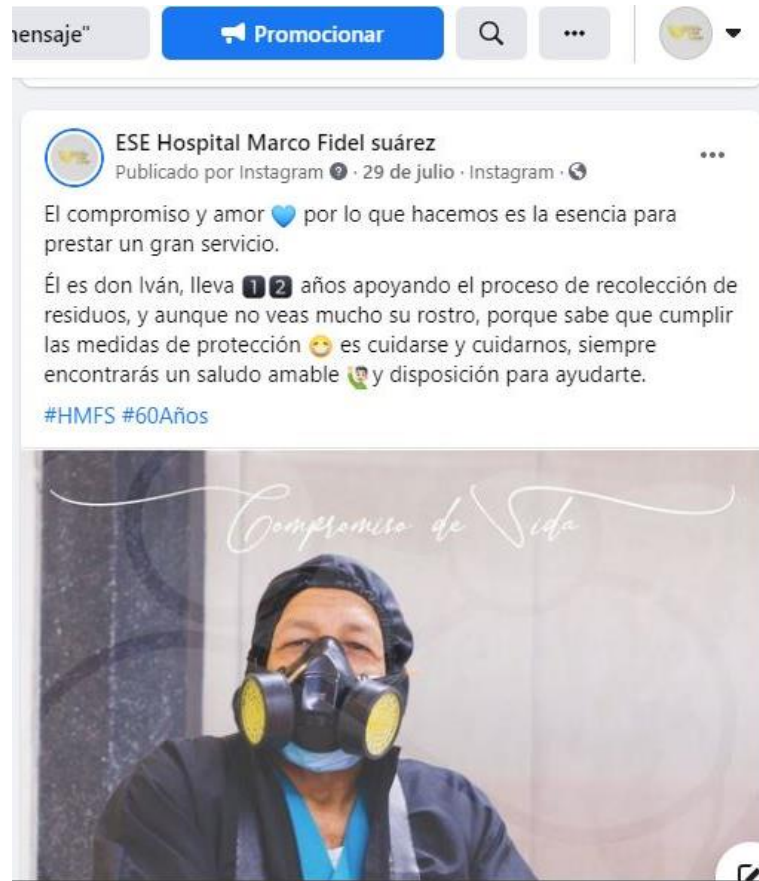 mensaje"
Promocionar
ESE Hospital Marco Fidel suárez
Publicado por Instagram · 29 de julio · Instagram ·
El compromiso y amor 💙 por lo que hacemos es la esencia para
prestar un gran servicio.
Él es don Iván, lleva 1️⃣2️⃣ años apoyando el proceso de recolección de
residuos, y aunque no veas mucho su rostro, porque sabe que cumplir
las medidas de protección 😷 es cuidarse y cuidarnos, siempre
encontrarás un saludo amable 🙋🏻‍♂️y disposición para ayudarte.
#HMFS #60Años
Compromiso de Vida